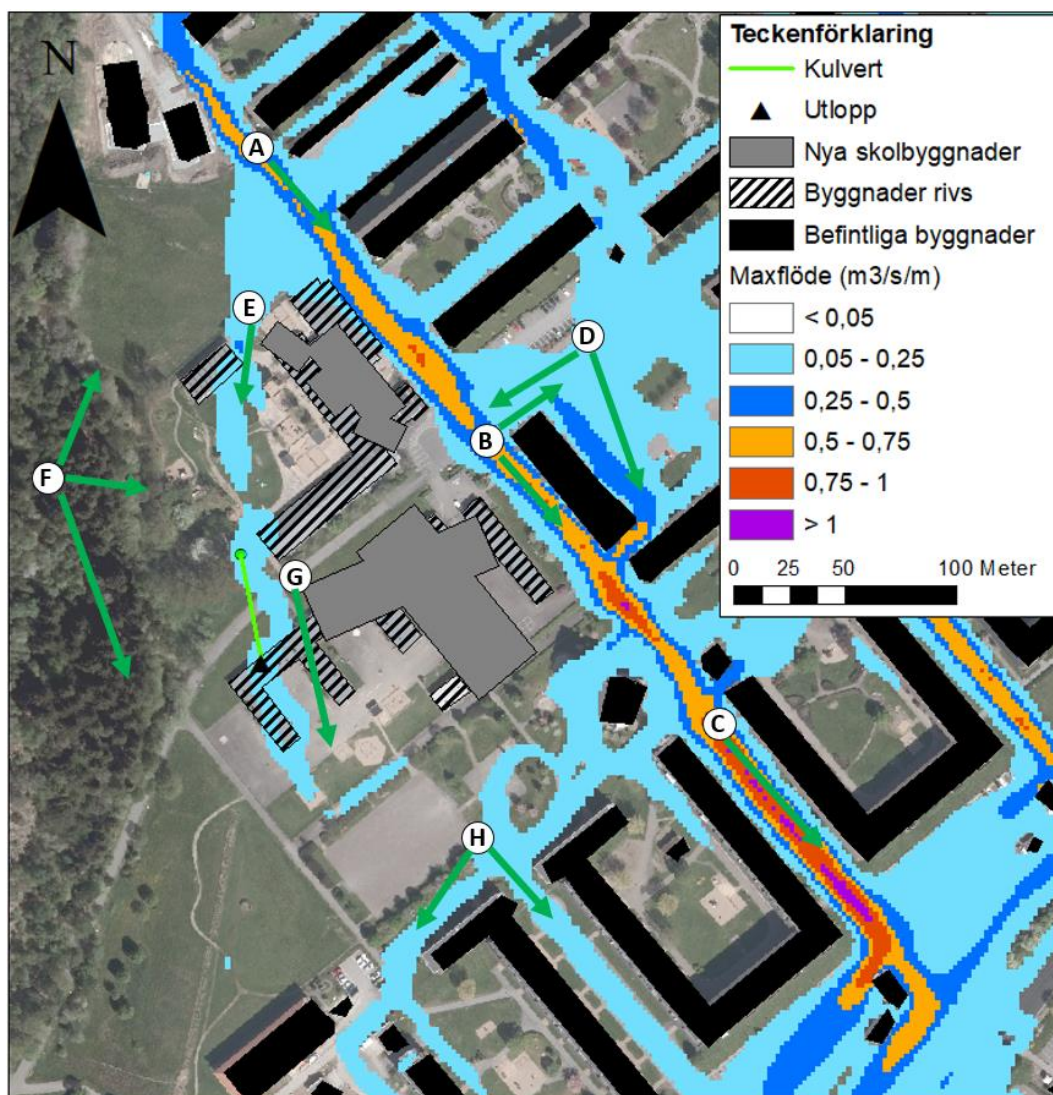 N
Teckenförklaring
Kulvert
Utlopp
Nya skolbyggnader
Byggnader rivs
Befintliga byggnader
Maxflöde (m3/s/m)
< 0,05
0,05 - 0,25
0,25 - 0,5
0,5 - 0,75
0,75 - 1
> 1
0 25 50 100 Meter
A
E
D
B
F
G
C
H